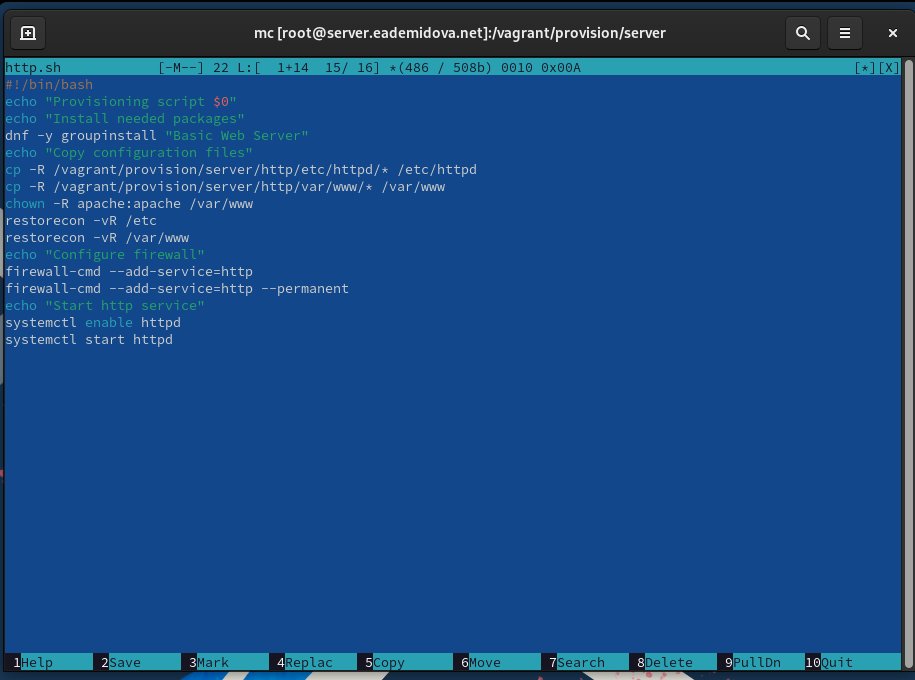 mc [root@server.eademidova.net]:/vagrant/provision/server
http.sh [-M--] 22 L:[ 1+14 15/ 16] *(486 / 508b) 0010 0x00A [*][X]
#!/bin/bash
echo "Provisioning script $0"
echo "Install needed packages"
dnf -y groupinstall "Basic Web Server"
echo "Copy configuration files"
cp -R /vagrant/provision/server/http/etc/httpd/* /etc/httpd
cp -R /vagrant/provision/server/http/var/www/* /var/www
chown -R apache:apache /var/www
restorecon -vR /etc
restorecon -vR /var/www
echo "Configure firewall"
firewall-cmd --add-service=http
firewall-cmd --add-service=http --permanent
echo "Start http service"
systemctl enable httpd
systemctl start httpd
1Help 2Save 3Mark 4Replac 5Copy 6Move 7Search 8Delete 9PullDn 10Quit